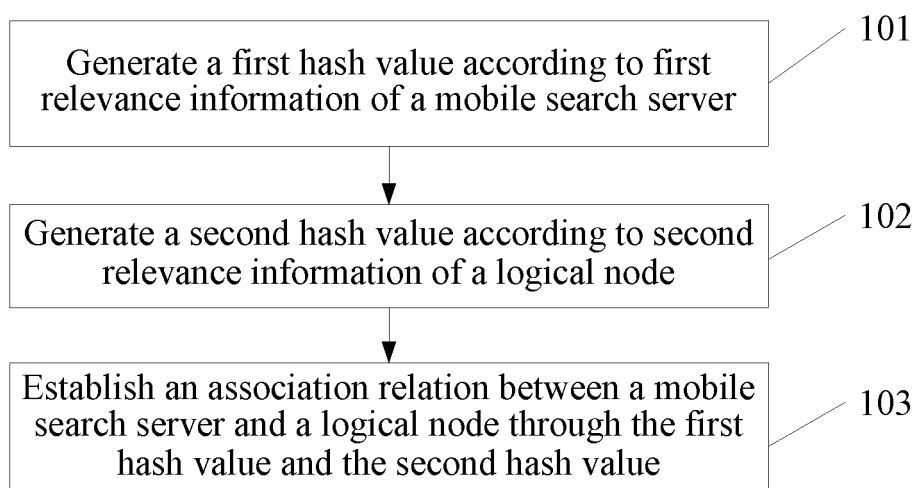 101
Generate a first hash value according to first
relevance information of a mobile search server
102
Generate a second hash value according to second
relevance information of a logical node
103
Establish an association relation between a mobile
search server and a logical node through the first
hash value and the second hash value